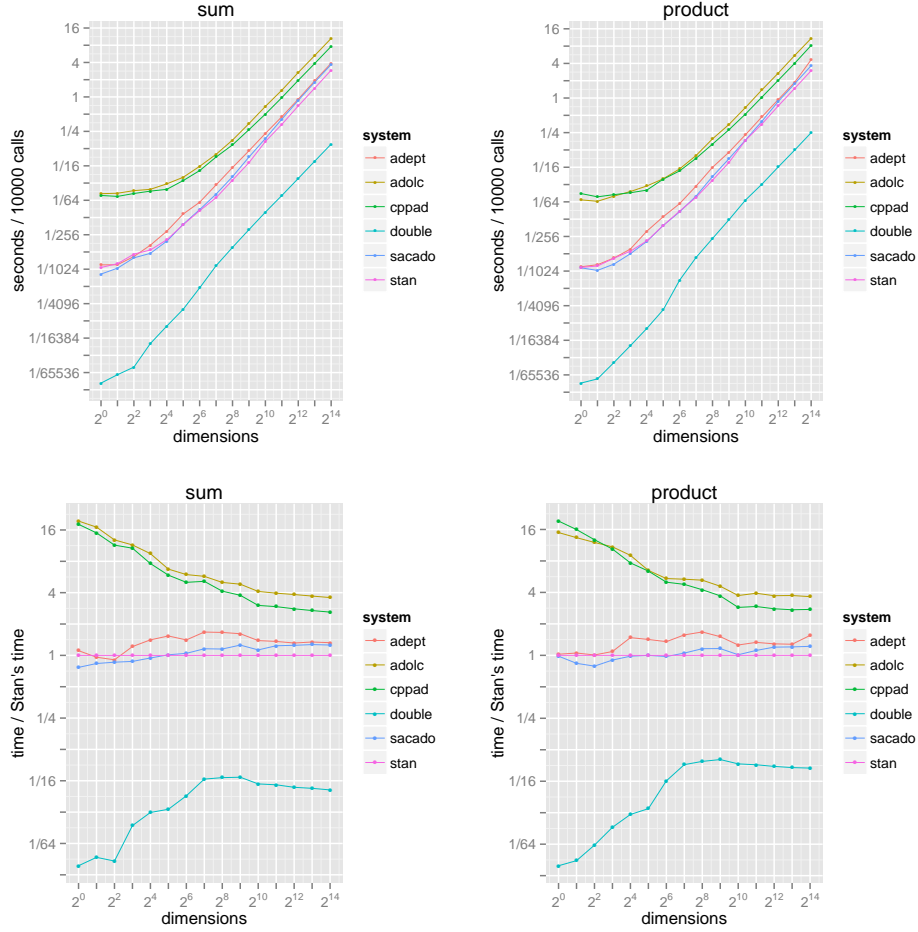 sum
seconds / 10000 calls
16
4
1
1/4
1/16
1/64
1/256
1/1024
1/4096
1/16384
1/65536
2^0 2^2 2^4 2^6 2^8 2^10 2^12 2^14
dimensions
system
adept
adolc
cppad
double
sacado
stan
product
seconds / 10000 calls
16
4
1
1/4
1/16
1/64
1/256
1/1024
1/4096
1/16384
1/65536
2^0 2^2 2^4 2^6 2^8 2^10 2^12 2^14
dimensions
system
adept
adolc
cppad
double
sacado
stan
sum
time / Stan's time
16
4
1
1/4
1/16
1/64
2^0 2^2 2^4 2^6 2^8 2^10 2^12 2^14
dimensions
system
adept
adolc
cppad
double
sacado
stan
product
time / Stan's time
16
4
1
1/4
1/16
1/64
2^0 2^2 2^4 2^6 2^8 2^10 2^12 2^14
dimensions
system
adept
adolc
cppad
double
sacado
stan